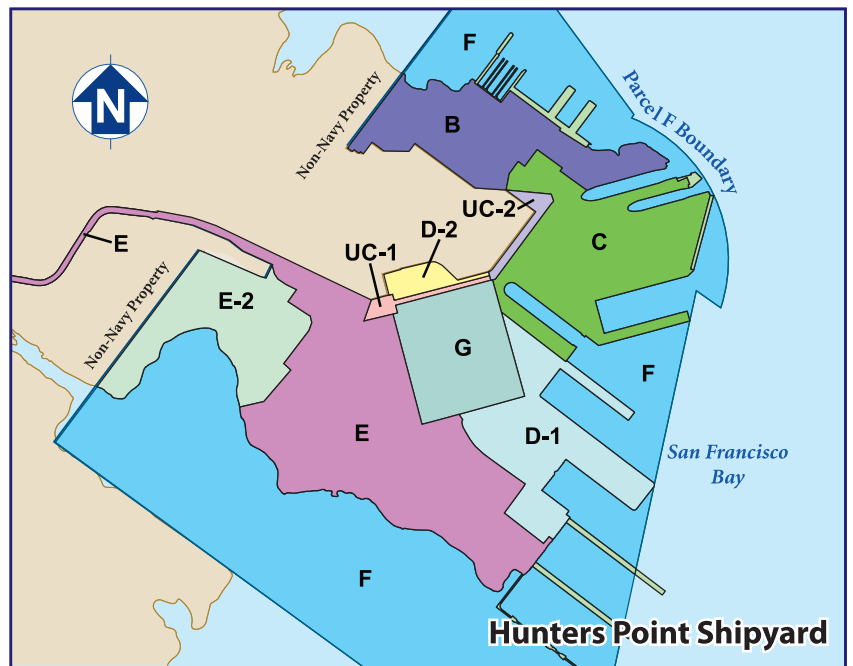 F
N
B
Non-Navy Property
Parcel F Boundary
UC-2
D-2
C
E
UC-1
E-2
Non-Navy Property
G
F
E
D-1
San Francisco
Bay
F
Hunters Point Shipyard